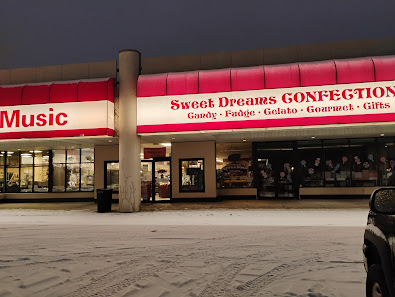 Music
Sweet Dreams CONFECTION
Candy • Fudge • Gelato • Gourmet • Gifts